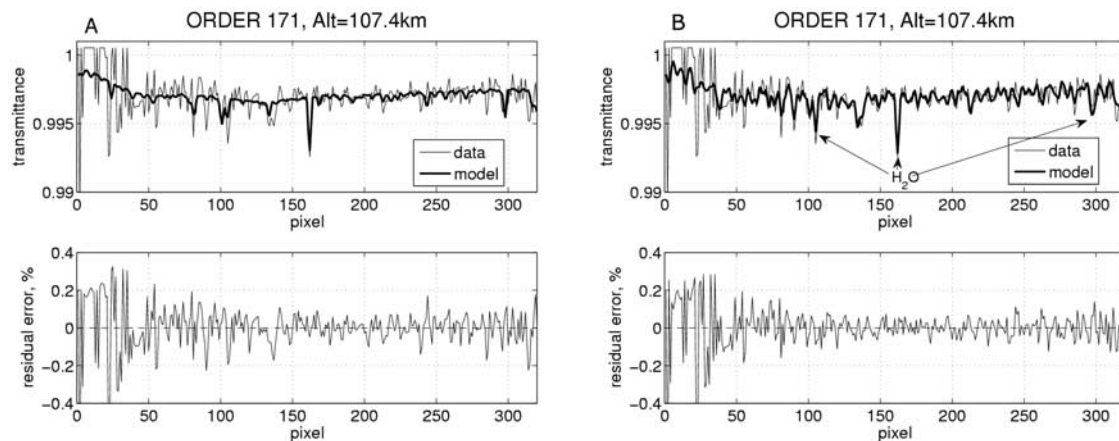 A
ORDER 171, Alt=107.4km
transmittance
1
0.995
0.99
data
model
0 50 100 150 200 250 300
pixel
residual error, %
0.4
0.2
0
−0.2
−0.4
0 50 100 150 200 250 300
pixel
B
ORDER 171, Alt=107.4km
transmittance
1
0.995
0.99
data
model
H₂O
0 50 100 150 200 250 300
pixel
residual error, %
0.4
0.2
0
−0.2
−0.4
0 50 100 150 200 250 300
pixel